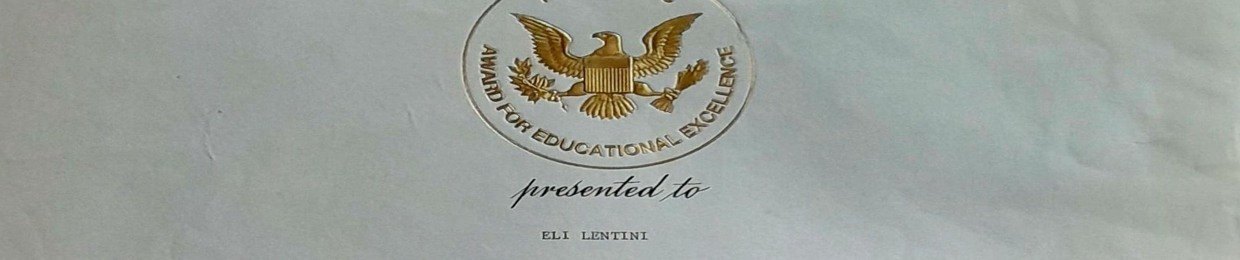 AWARD FOR EDUCATIONAL EXCELLENCE
presented to
ELI LENTINI